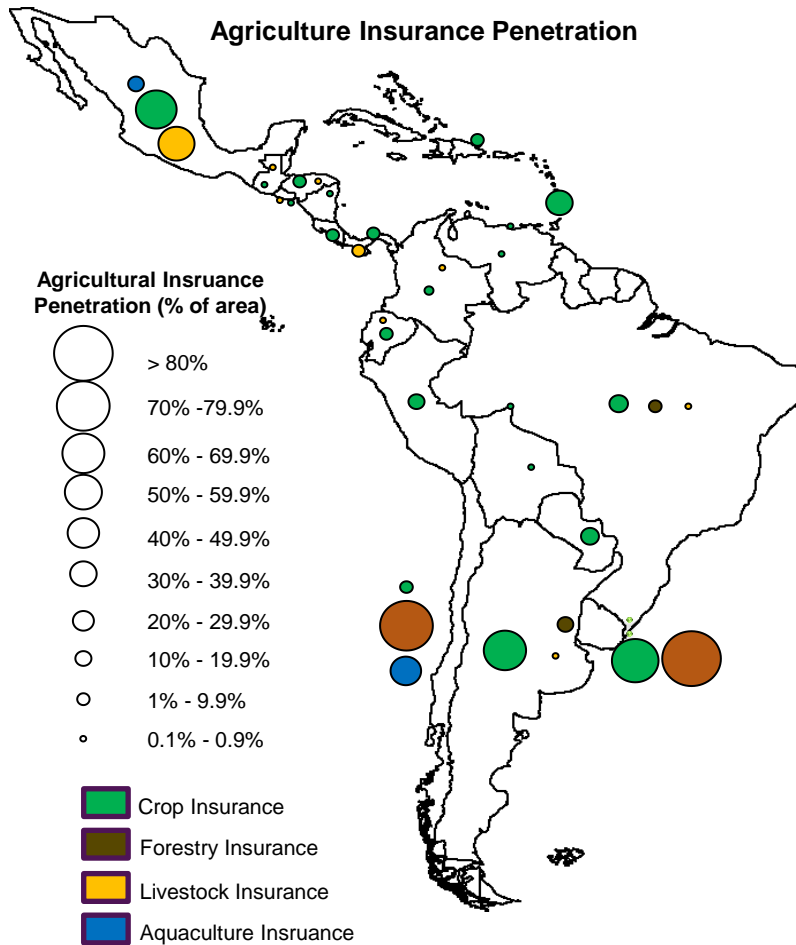 Agriculture Insurance Penetration
Agricultural Insruance
Penetration (% of area)
> 80%
70% -79.9%
60% - 69.9%
50% - 59.9%
40% - 49.9%
30% - 39.9%
20% - 29.9%
10% - 19.9%
1% - 9.9%
0.1% - 0.9%
Crop Insurance
Forestry Insurance
Livestock Insurance
Aquaculture Insruance